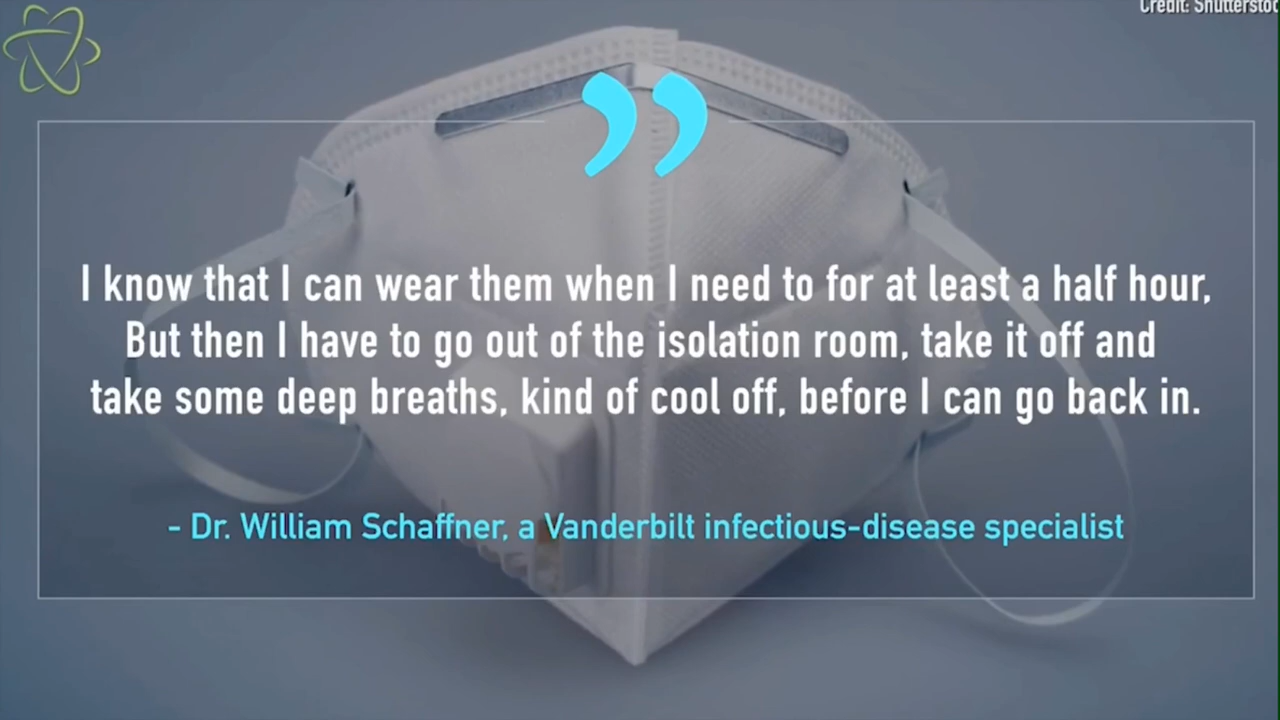 Credit:
”
I know that I can wear them when I need to for at least a half hour,
But then I have to go out of the isolation room, take it off and
take some deep breaths, kind of cool off, before I can go back in.
- Dr. William Schaffner, a Vanderbilt infectious-disease specialist